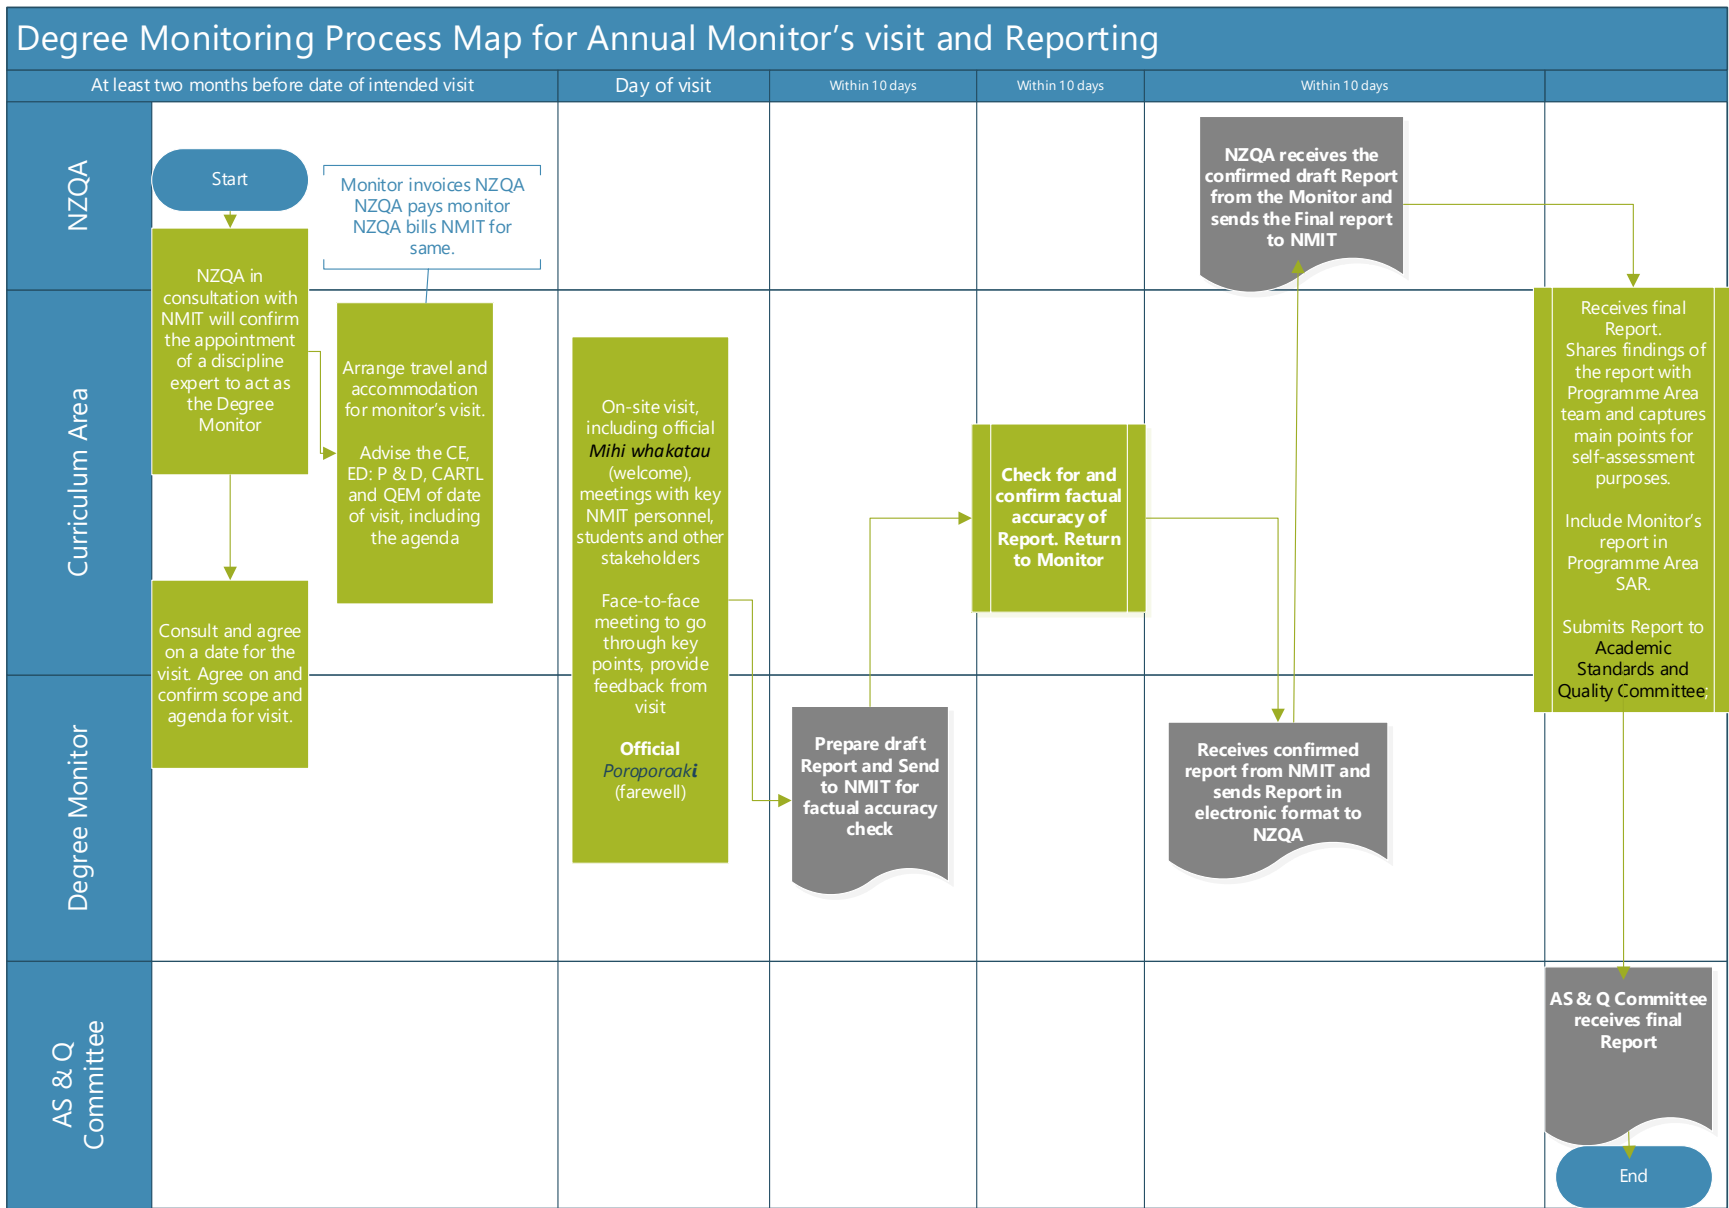 Degree Monitoring Process Map for Annual Monitor’s visit and Reporting
At least two months before date of intended visit
Day of visit
Within 10 days
Within 10 days
Within 10 days
NZQA
Start
Monitor invoices NZQA
NZQA pays monitor
NZQA bills NMIT for
same.
NZQA in
consultation with
NMIT will confirm
the appointment
of a discipline
expert to act as
the Degree
Monitor
NZQA receives the
confirmed draft Report
from the Monitor and
sends the Final report
to NMIT
Curriculum Area
Arrange travel and
accommodation
for monitor’s visit.
Advise the CE,
ED: P & D, CARTL
and QEM of date
of visit, including
the agenda
Consult and agree
on a date for the
visit. Agree on and
confirm scope and
agenda for visit.
On-site visit,
including official
Mihi whakatau
(welcome),
meetings with key
NMIT personnel,
students and other
stakeholders
Face-to-face
meeting to go
through key
points, provide
feedback from
visit
Official
Poroporoaki
(farewell)
Check for and
confirm factual
accuracy of
Report. Return
to Monitor
Receives final
Report.
Shares findings of
the report with
Programme Area
team and captures
main points for
self-assessment
purposes.
Include Monitor’s
report in
Programme Area
SAR.
Submits Report to
Academic
Standards and
Quality Committee;
Degree Monitor
Prepare draft
Report and Send
to NMIT for
factual accuracy
check
Receives confirmed
report from NMIT and
sends Report in
electronic format to
NZQA
AS & Q
Committee
AS & Q Committee
receives final
Report
End